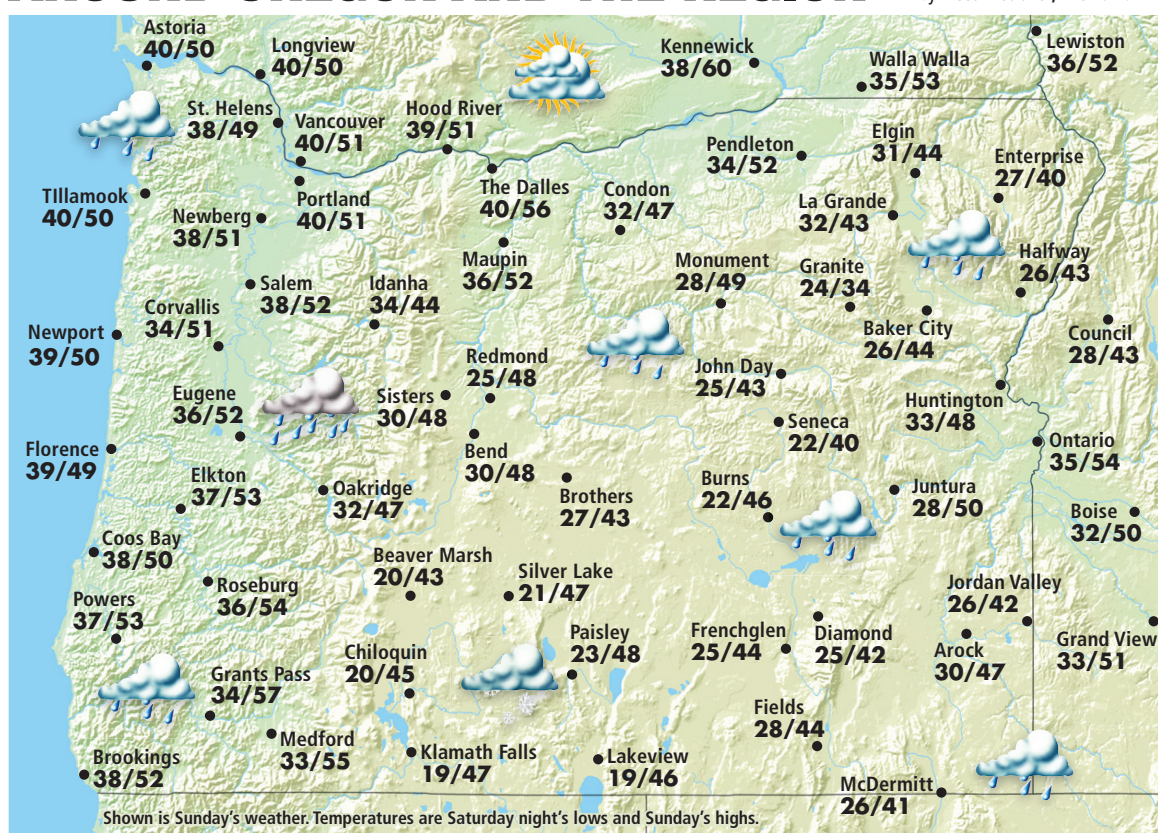 Astoria
40/50
Longview
40/50
Kennewick
38/60
Walla Walla
35/53
Lewiston
36/52
St. Helens
38/49
Vancouver
40/51
Hood River
39/51
Pendleton
34/52
Elgin
31/44
Enterprise
27/40
TIllamook
40/50
Newberg
38/51
Portland
40/51
The Dalles
40/56
Condon
32/47
La Grande
32/43
Maupin
36/52
Monument
28/49
Granite
24/34
Halfway
26/43
Salem
38/52
Idanha
34/44
Corvallis
34/51
Newport
39/50
Baker City
26/44
Council
28/43
Redmond
25/48
John Day
25/43
Eugene
36/52
Sisters
30/48
Huntington
33/48
Seneca
22/40
Florence
39/49
Bend
30/48
Ontario
35/54
Elkton
37/53
Oakridge
32/47
Brothers
27/43
Burns
22/46
Juntura
28/50
Boise
32/50
Coos Bay
38/50
Beaver Marsh
20/43
Silver Lake
21/47
Roseburg
36/54
Jordan Valley
26/42
Powers
37/53
Paisley
23/48
Frenchglen
25/44
Diamond
25/42
Arock
30/47
Grand View
33/51
Chiloquin
20/45
Grants Pass
34/57
Fields
28/44
Medford
33/55
Klamath Falls
19/47
Lakeview
19/46
Brookings
38/52
McDermitt
26/41
Shown is Sunday's weather. Temperatures are Saturday night's lows and Sunday's highs.